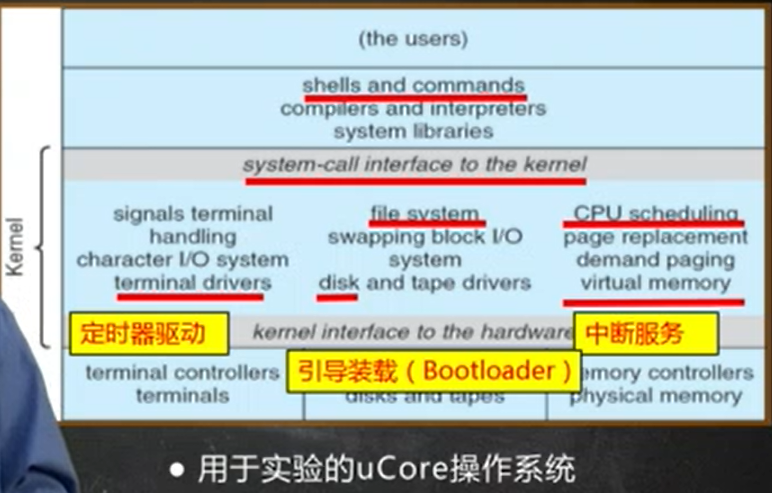 (the users)
shells and commands
compilers and interpreters
system libraries
system-call interface to the kernel
Kernel
signals terminal
handling
character I/O system
terminal drivers
file system
swapping block I/O
system
disk and tape drivers
CPU scheduling
page replacement
demand paging
virtual memory
定时器驱动
kernel interface to the hardware
中断服务
引导装载（Bootloader）
terminal controllers
terminals
disks and tapes
emory controllers
physical memory
● 用于实验的uCore操作系统